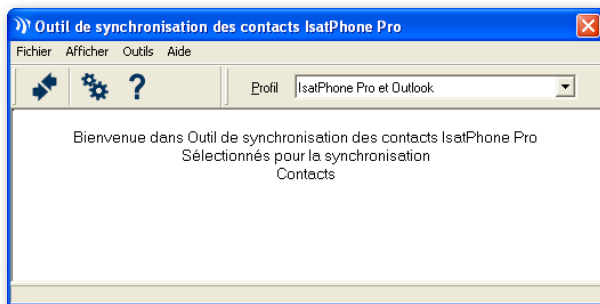 Outil de synchronisation des contacts IsatPhone Pro
Fichier Afficher Outils Aide
? Profil IsatPhone Pro et Outlook
Bienvenue dans Outil de synchronisation des contacts IsatPhone Pro
Sélectionnés pour la synchronisation
Contacts